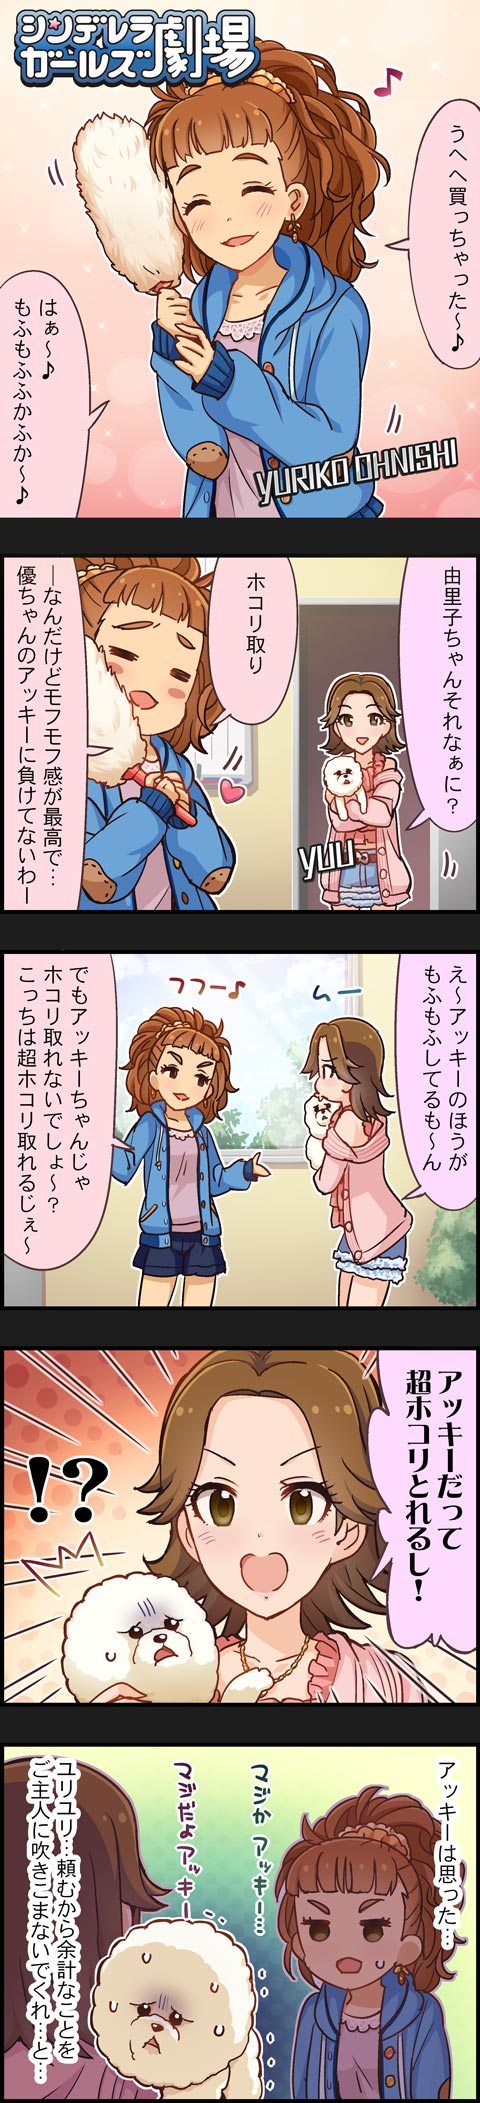 シンデレラ
ガールズ劇場
うへへ買っちゃった〜♪
はぁ〜♪
もふもふふかふか〜♪
YURIKO OHNISHI
由里子ちゃんそれなぁに？
ホコリ取り
―なんだけどモフモフ感が最高で…
優ちゃんのアッキーに負けてないわー
YUU
え〜アッキーのほうが
もふもふしてるも〜ん
むー
フフー♪
でもアッキーちゃんじゃ
ホコリ取れないでしょ〜？
こっちは超ホコリ取れるじぇ〜
アッキーだって
超ホコリとれるし！
!?
アッキーは思った…
マジか アッキー…
マジだよ アッキー…
ユリユリ…頼むから余計なことを
ご主人に吹きこまないでくれ…と…